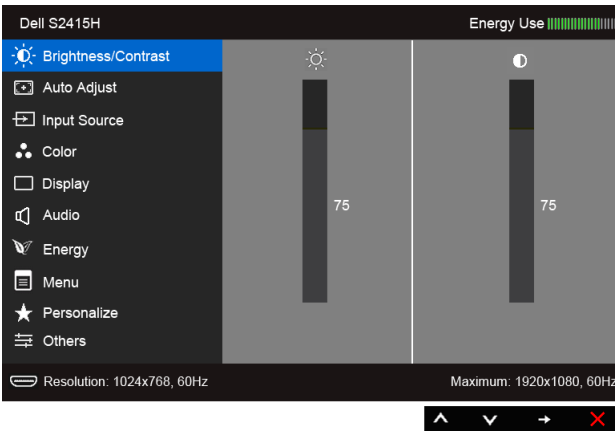 Dell S2415H
Energy Use
Brightness/Contrast
Auto Adjust
Input Source
Color
Display
Audio
Energy
Menu
Personalize
Others
75
75
Resolution: 1024x768, 60Hz
Maximum: 1920x1080, 60Hz